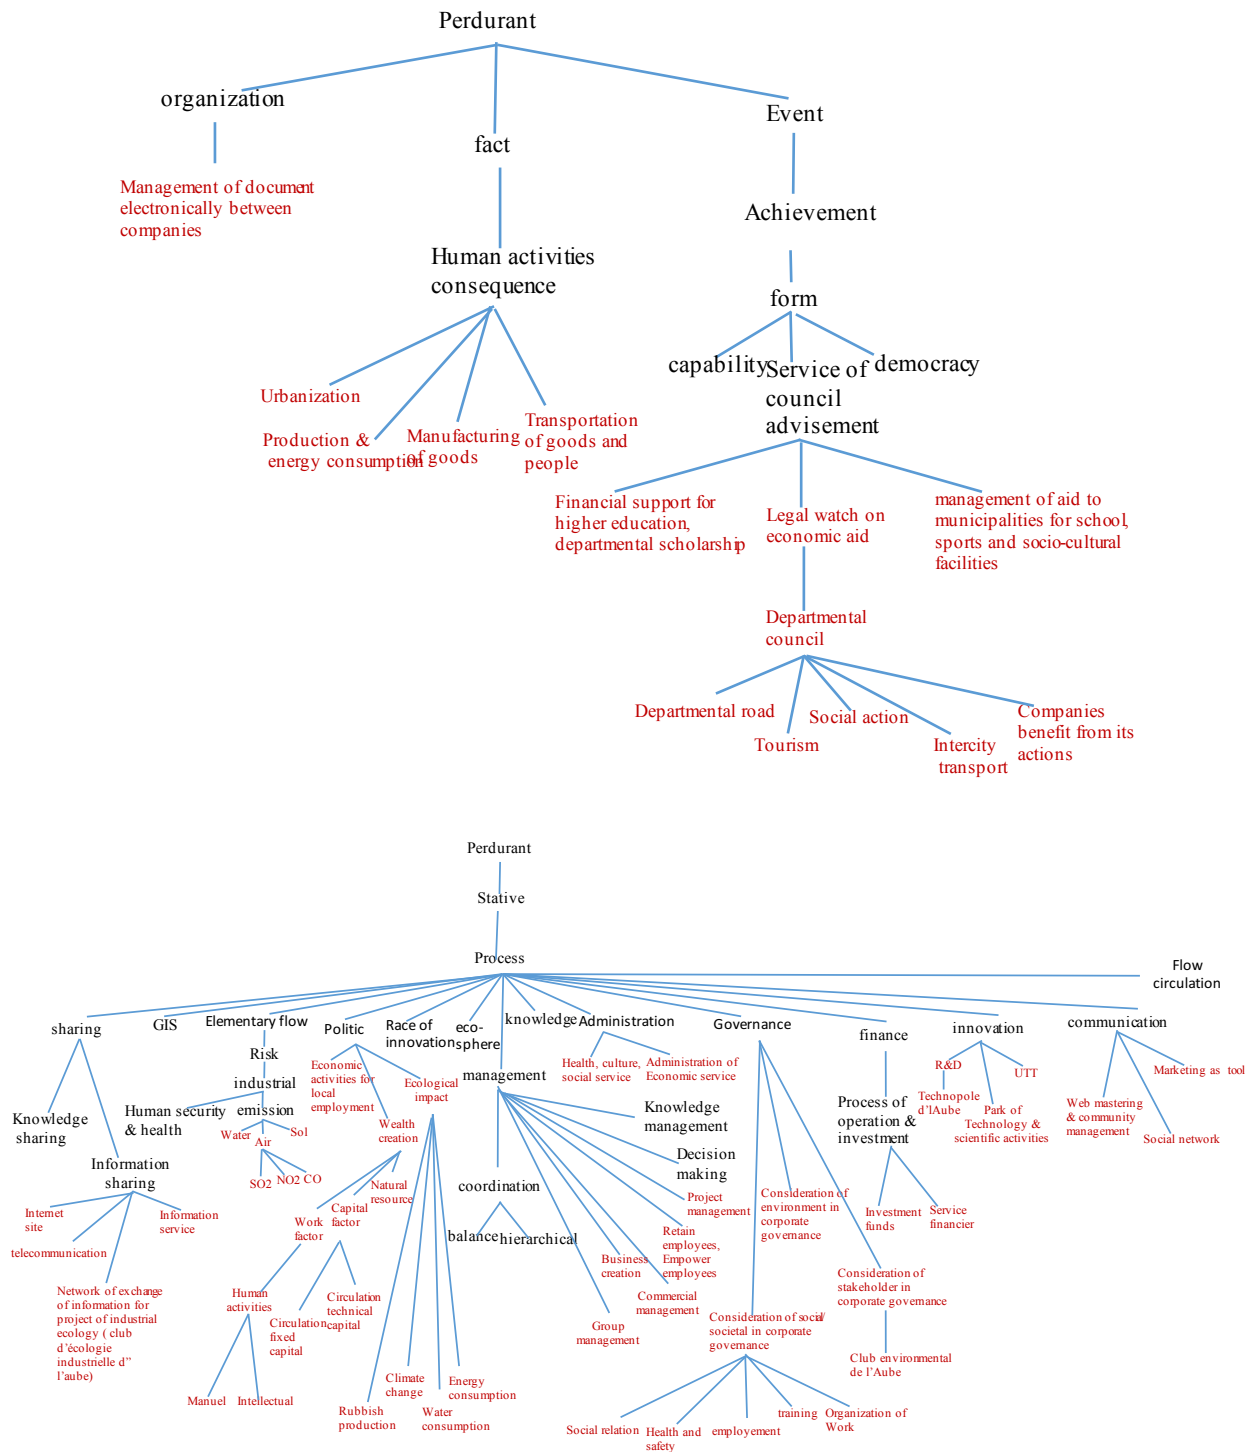 Perdurant
organization
Event
fact
Management of document
electronically between
companies
Achievement
Human activities
consequence
form
capability
Service of
council
advisement
democracy
Urbanization
Production &
energy consumption
Manufacturing
of goods
Transportation
of goods and
people
Financial support for
higher education,
departmental scholarship
Legal watch on
economic aid
management of aid to
municipalities for school,
sports and socio-cultural
facilities
Departmental
council
Departmental road
Tourism
Social action
Intercity
transport
Companies
benefit from its
actions
Perdurant
Stative
Process
Flow
circulation
sharing
GIS
Elementary flow
Politic
Race of
innovation
eco-
sphere
knowledge
Administration
Governance
finance
innovation
communication
Risk
industrial
Human security
& health
emission
Water
Air
Sol
SO2
NO2
CO
Knowledge
sharing
Information
sharing
Internet
site
telecommunication
Information
service
Network of exchange
of information for
project of industrial
ecology ( club
d'écologie
industrielle d"
l'aube)
Economic
activities for
local
employment
Ecological
impact
Wealth
creation
Work
factor
Capital
factor
Natural
resource
Human
activities
Circulation
fixed
capital
Circulation
technical
capital
Manuel
Intellectual
Rubbish
production
Climate
change
Water
consumption
Energy
consumption
management
coordination
balance
hierarchical
Knowledge
management
Decision
making
Project
management
Retain
employees,
Empower
employees
Commercial
management
Business
creation
Group
management
Health, culture,
social service
Administration of
Economic service
Consideration of
environment in
corporate
governance
Consideration of social/
societal in corporate
governance
Consideration of
stakeholder in
corporate governance
Club environmental
de l'Aube
Social relation
Health and
safety
employement
training
Organization of
Work
Process of
operation &
investment
Investment
funds
Service
financier
R&D
Technopole
d'lAube
Park of
Technology &
scientific activities
UTT
Web mastering
& community
management
Social network
Marketing as tool